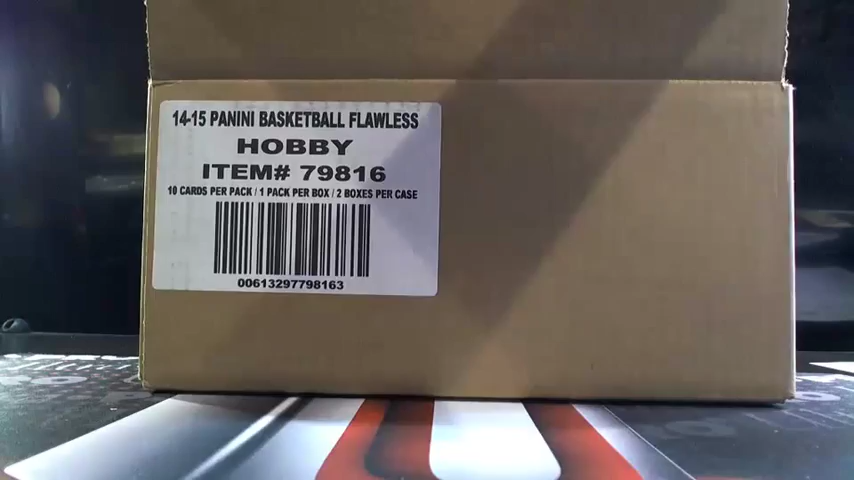 14-15 PANINI BASKETBALL FLAWLESS
HOBBY
ITEM# 79816
10 CARDS PER PACK / 1 PACK PER BOX / 2 BOXES PER CASE
00613297798163